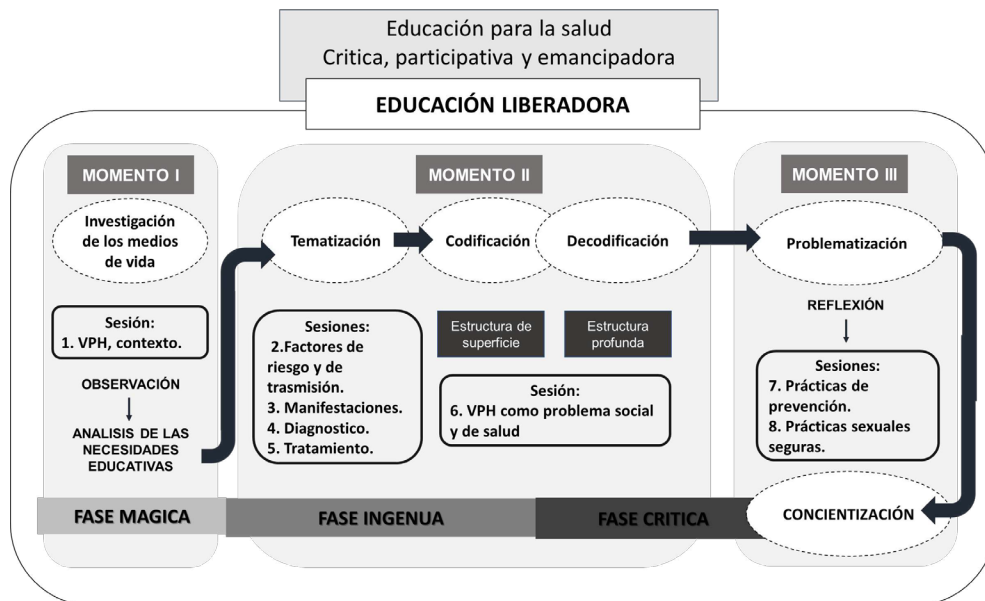 Educación para la salud
Critica, participativa y emancipadora
EDUCACIÓN LIBERADORA
MOMENTO I
Investigación
de los medios
de vida
Sesión:
1. VPH, contexto.
OBSERVACIÓN
ANALISIS DE LAS
NECESIDADES
EDUCATIVAS
MOMENTO II
Tematización
Codificación
Decodificación
Sesiones:
2.Factores de
riesgo y de
trasmisión.
3. Manifestaciones.
4. Diagnostico.
5. Tratamiento.
Estructura de
superficie
Estructura
profunda
Sesión:
6. VPH como problema social
y de salud
MOMENTO III
Problematización
REFLEXIÓN
Sesiones:
7. Prácticas de
prevención.
8. Prácticas sexuales
seguras.
FASE MAGICA
FASE INGENUA
FASE CRITICA
CONCIENTIZACIÓN